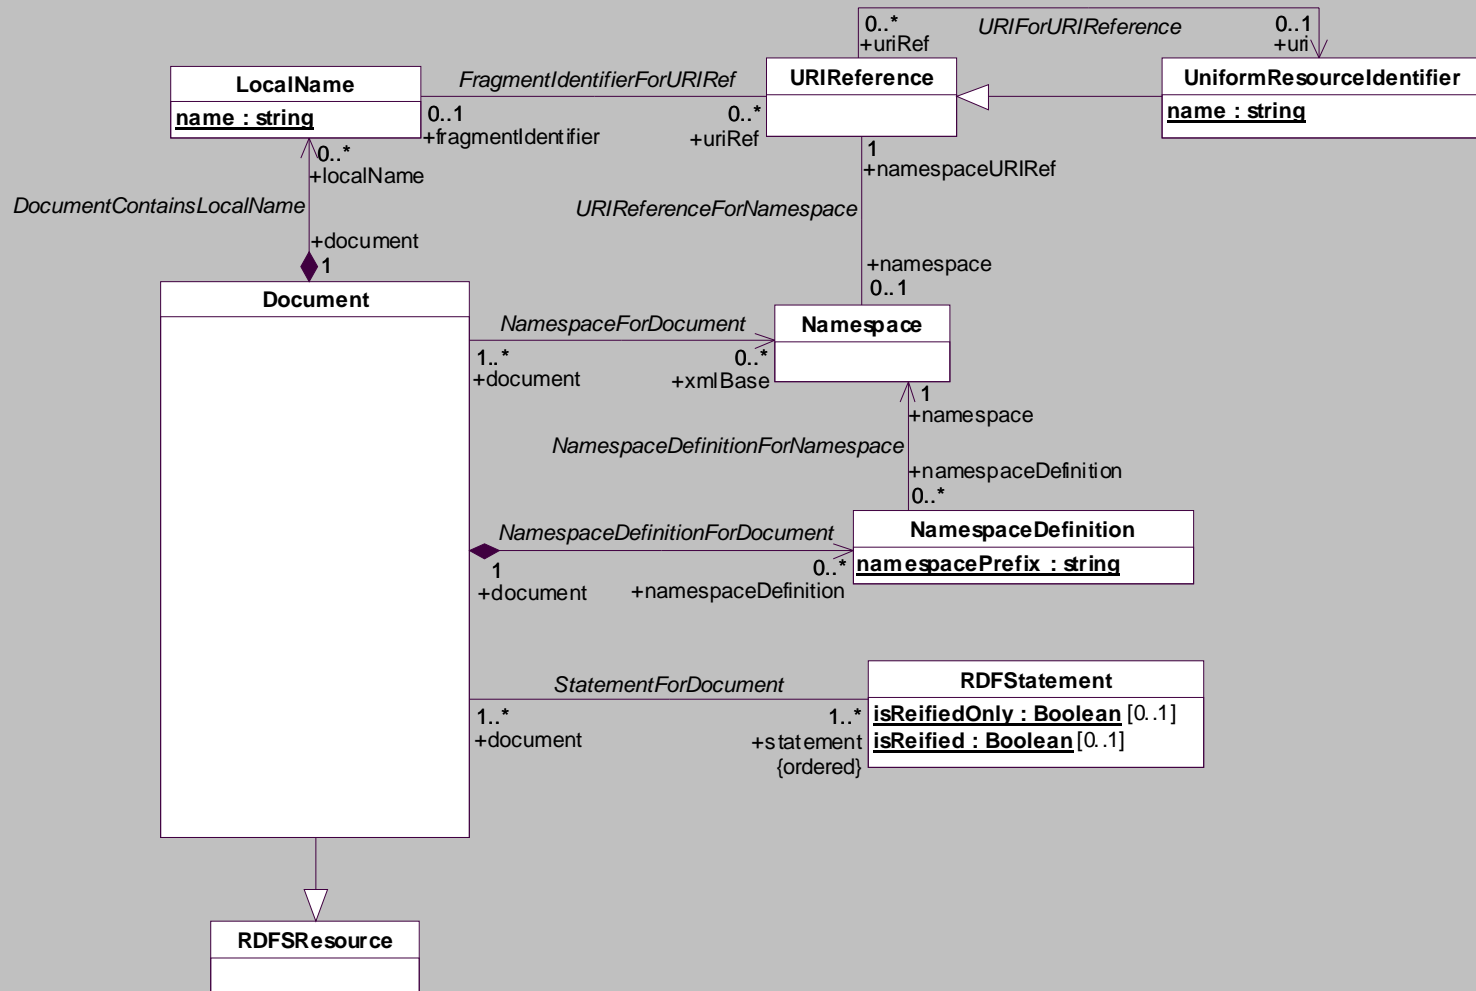 0..*
URIForURIReference
0..1
+uriRef
+uri
LocalName
name : string
FragmentIdentifierForURIRef
URIReference
UniformResourceIdentifier
name : string
0..1
+fragmentIdentifier
0..*
+uriRef
0..*
+localName
1
+namespaceURIRef
DocumentContainsLocalName
URIReferenceForNamespace
+document
1
+namespace
0..1
Document
NamespaceForDocument
Namespace
1..*
+document
0..*
+xmlBase
1
+namespace
NamespaceDefinitionForNamespace
+namespaceDefinition
0..*
NamespaceDefinitionForDocument
NamespaceDefinition
namespacePrefix : string
1
+document
0..*
+namespaceDefinition
StatementForDocument
RDFStatement
isReifiedOnly : Boolean [0..1]
isReified : Boolean [0..1]
1..*
+document
1..*
+statement
{ordered}
RDFSResource